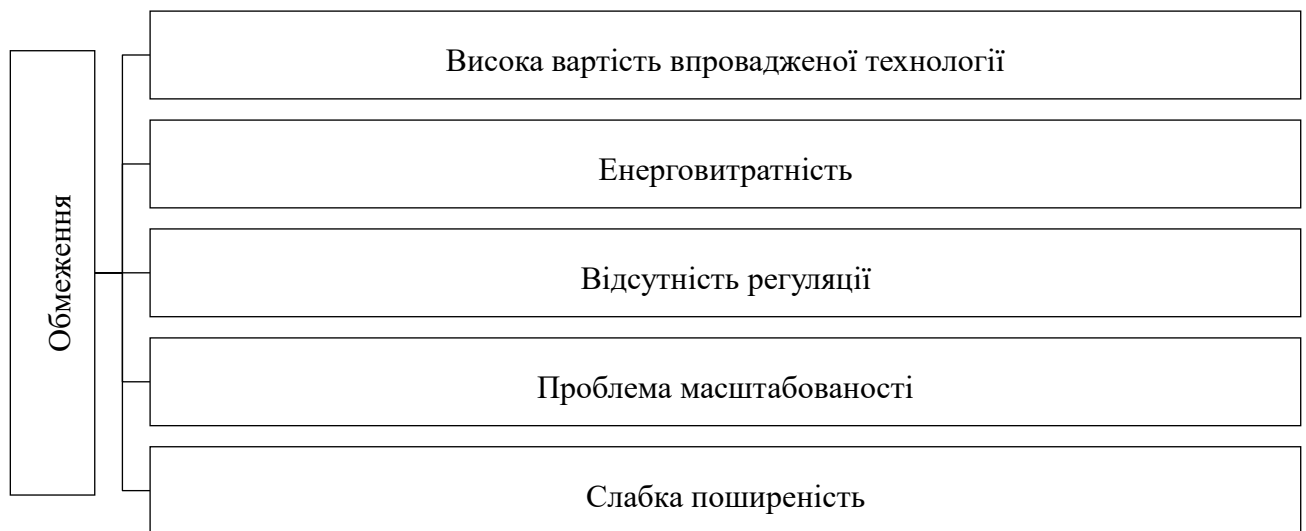 Обмеження
Висока вартість впровадженої технології
Енерговитратність
Відсутність регуляції
Проблема масштабованості
Слабка поширеність